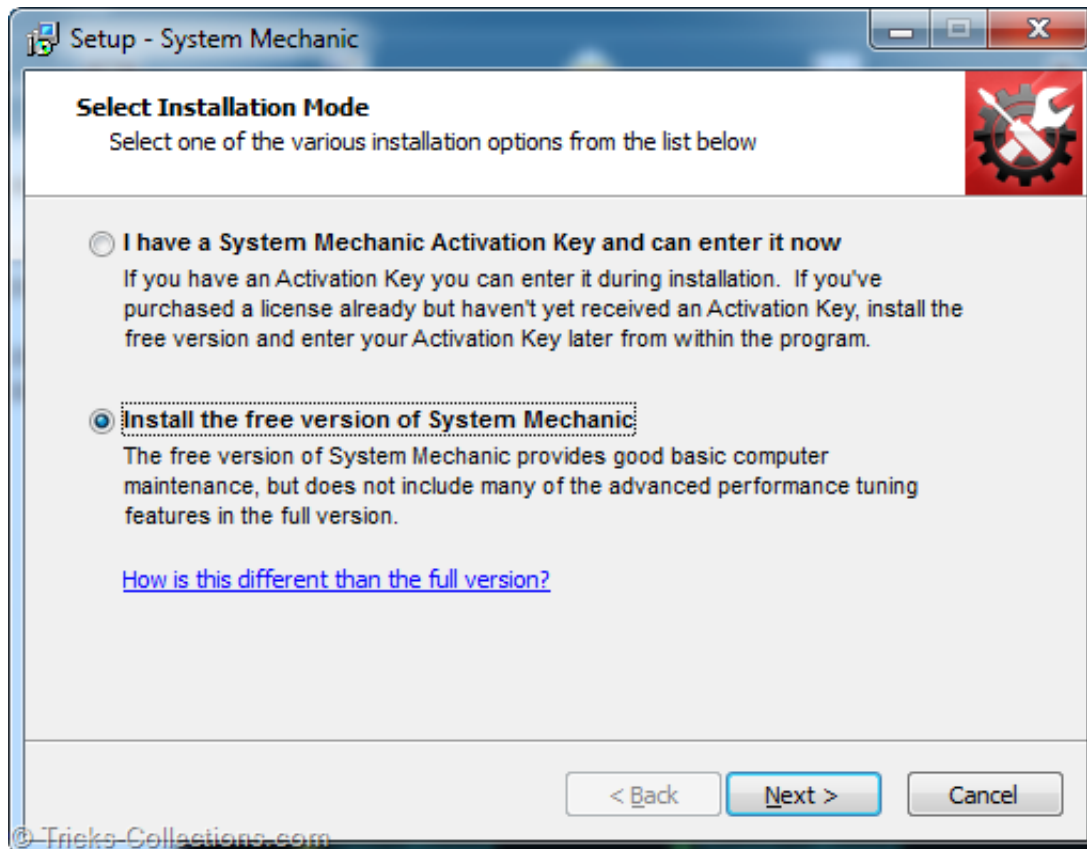 Setup - System Mechanic
Select Installation Mode
Select one of the various installation options from the list below
I have a System Mechanic Activation Key and can enter it now
If you have an Activation Key you can enter it during installation. If you've
purchased a license already but haven't yet received an Activation Key, install the
free version and enter your Activation Key later from within the program.
Install the free version of System Mechanic
The free version of System Mechanic provides good basic computer
maintenance, but does not include many of the advanced performance tuning
features in the full version.
How is this different than the full version?
< Back Next > Cancel
© Tricks-Collections.com